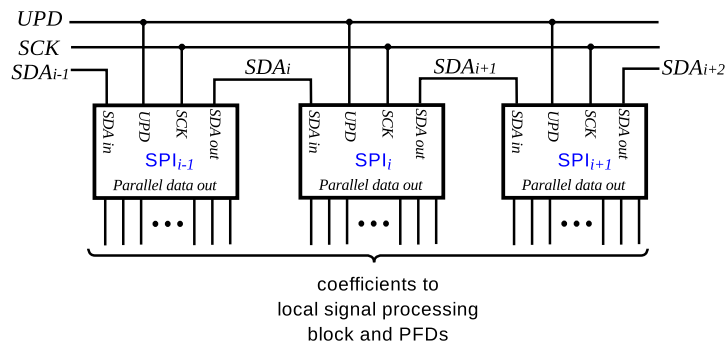 UPD
SCK
SDAi-1
SDAi
SDAi+1
SDAi+2
SDA in
UPD
SCK
SDA out
SPIi-1
Parallel data out
SDA in
UPD
SCK
SDA out
SPIi
Parallel data out
SDA in
UPD
SCK
SDA out
SPIi+1
Parallel data out
coefficients to
local signal processing
block and PFDs